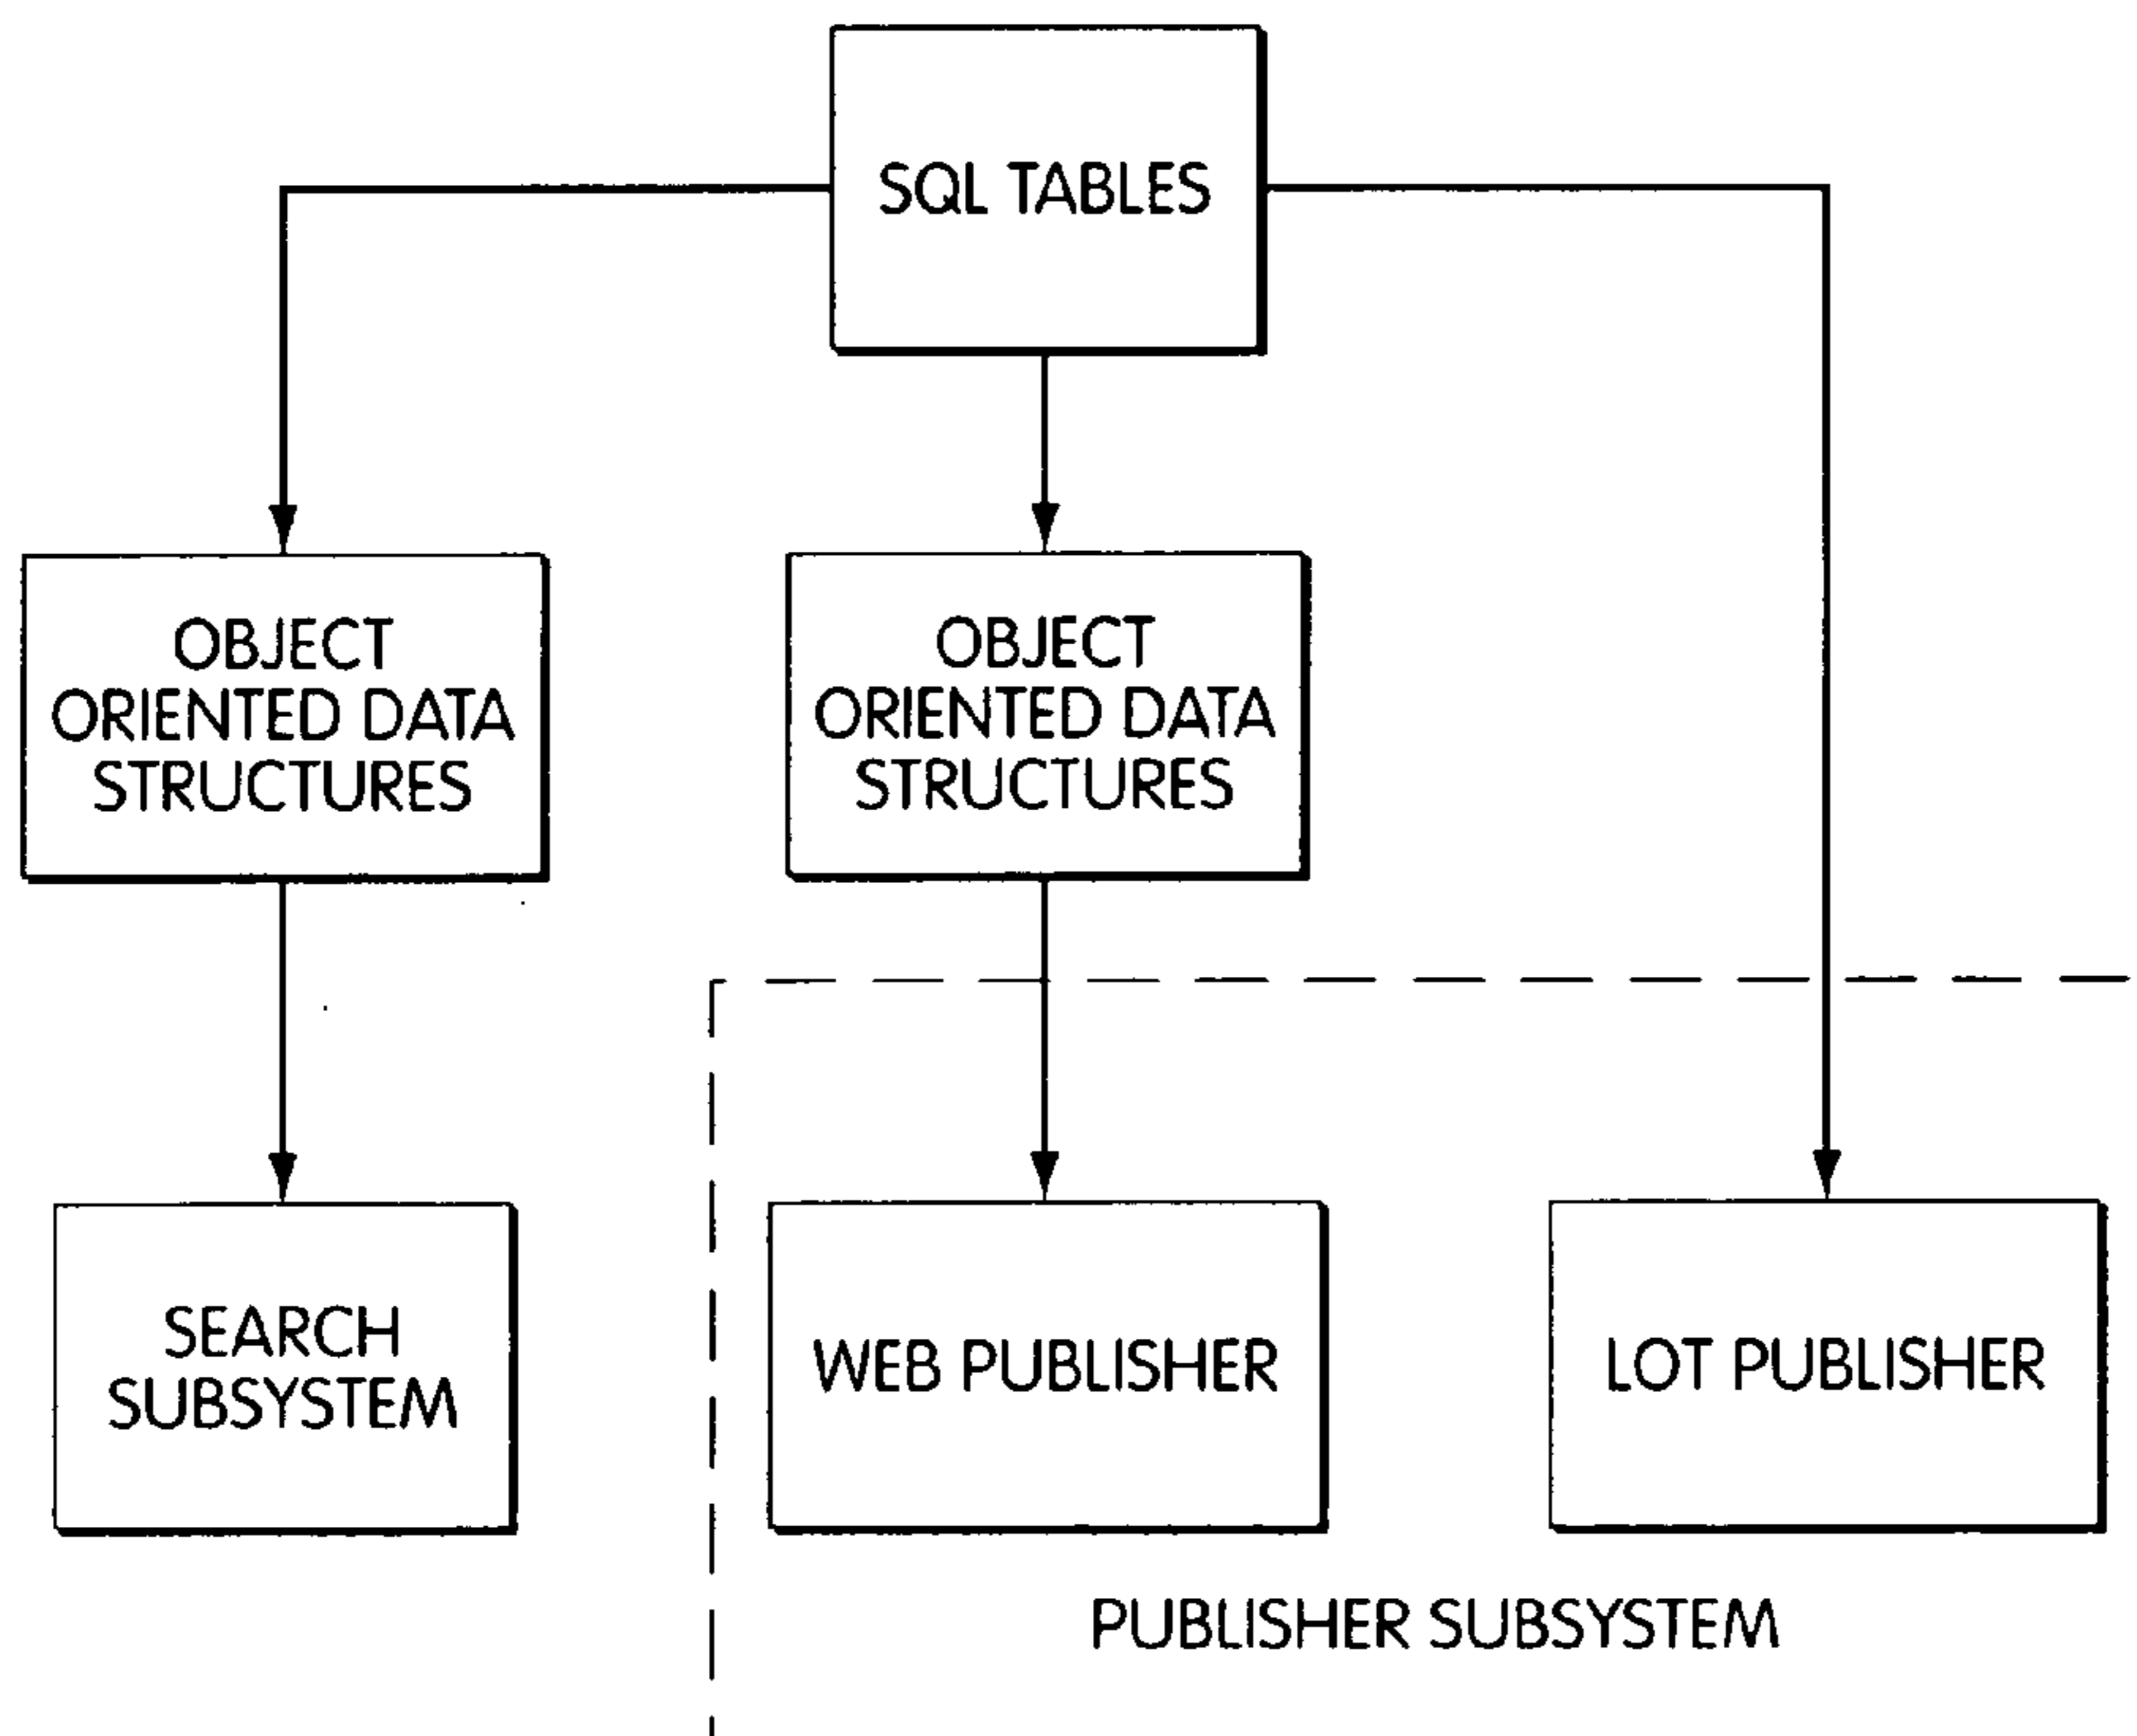 SQL TABLES
OBJECT
ORIENTED DATA
STRUCTURES
OBJECT
ORIENTED DATA
STRUCTURES
SEARCH
SUBSYSTEM
WEB PUBLISHER
LOT PUBLISHER
PUBLISHER SUBSYSTEM